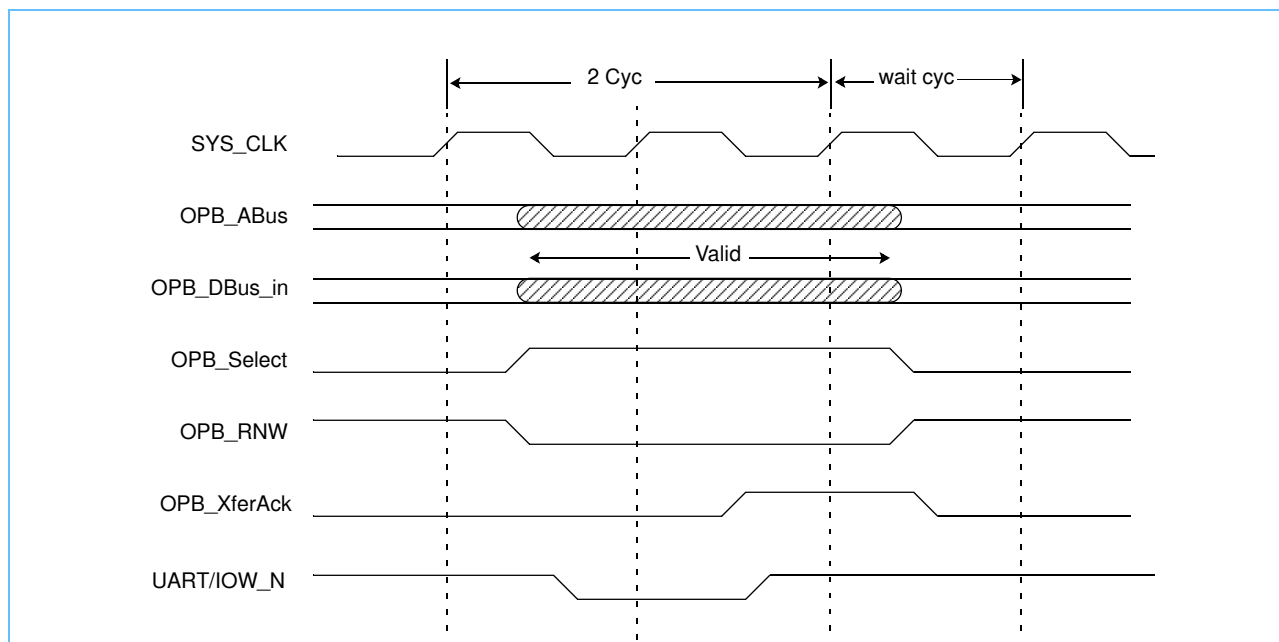 2 Cyc
wait cyc
SYS_CLK
OPB_ABus
Valid
OPB_DBus_in
OPB_Select
OPB_RNW
OPB_XferAck
UART/IOW_N